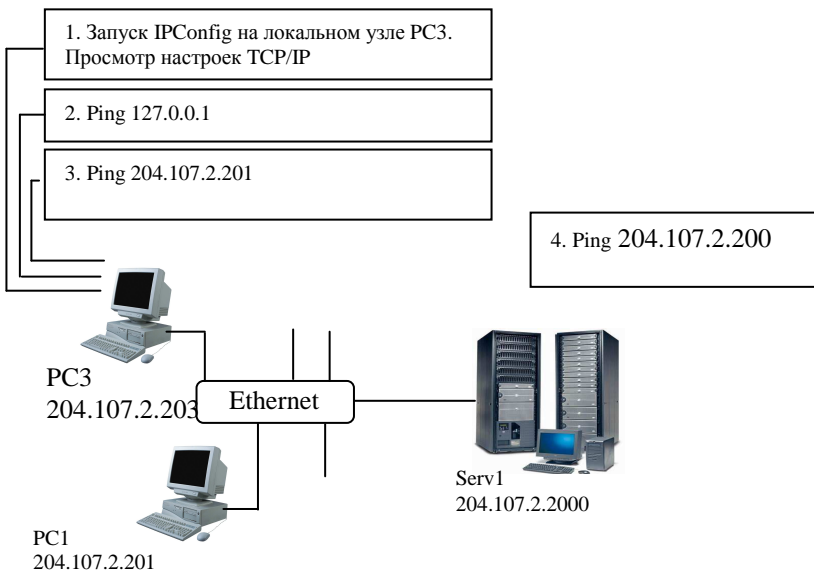 1. Запуск IPConfig на локальном узле PC3.
Просмотр настроек TCP/IP
2. Ping 127.0.0.1
3. Ping 204.107.2.201
4. Ping 204.107.2.200
PC3
204.107.2.203
Ethernet
Serv1
204.107.2.2000
PC1
204.107.2.201